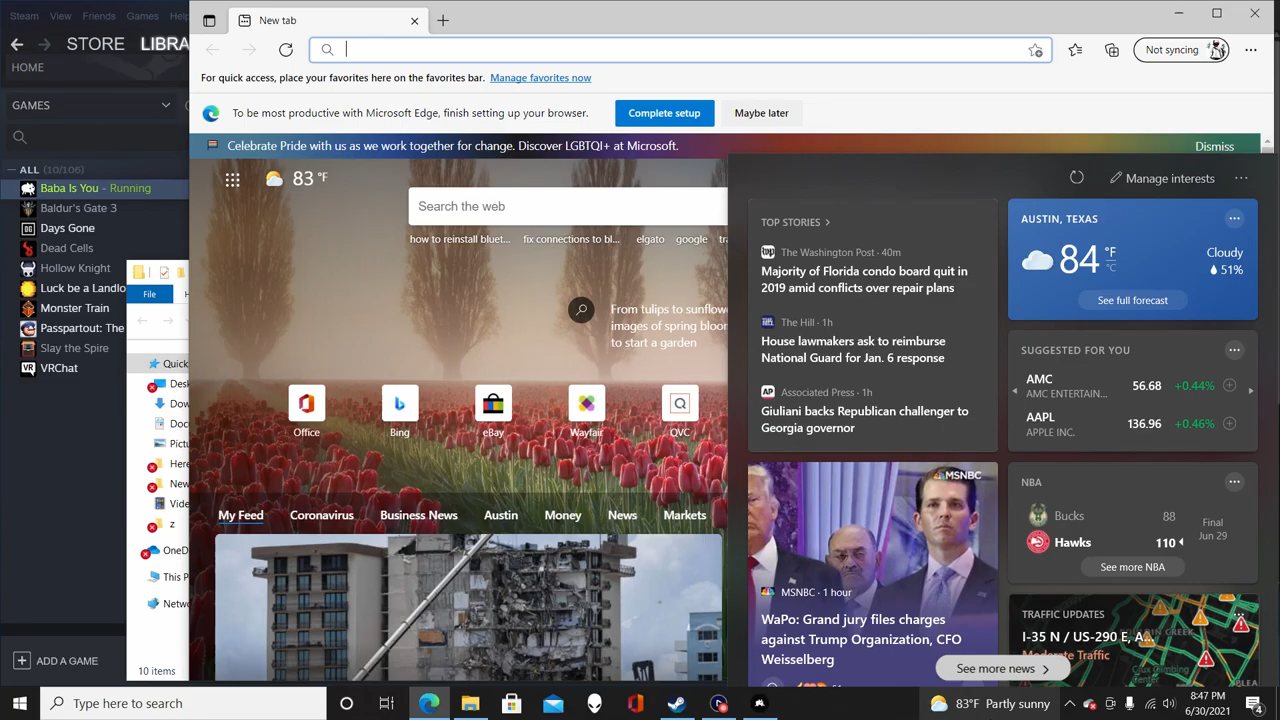 Steam View Friends Games Help
STORE LIBRA
HOME
GAMES
ALL (10/106)
Baba Is You - Running
Baldur's Gate 3
Days Gone
Dead Cells
Hollow Knight
Luck be a Landlo
Monster Train
Passpartout: The
Slay the Spire
VRChat
ADD A GAME
File
Quick
Desk
Dow
Doc
Pictu
Here
New
Video
z
OneD
This P
Netwo
10 items
New tab
Not syncing
For quick access, place your favorites here on the favorites bar. Manage favorites now
To be most productive with Microsoft Edge, finish setting up your browser.
Complete setup
Maybe later
Celebrate Pride with us as we work together for change. Discover LGBTQI+ at Microsoft.
Dismiss
83 °F
Search the web
how to reinstall bluet...
fix connections to bl...
elgato
google
tra
From tulips to sunflow
images of spring bloon
to start a garden
Office
Bing
eBay
Wayfair
QVC
My Feed
Coronavirus
Business News
Austin
Money
News
Markets
Manage interests
TOP STORIES
The Washington Post · 40m
Majority of Florida condo board quit in
2019 amid conflicts over repair plans
The Hill · 1h
House lawmakers ask to reimburse
National Guard for Jan. 6 response
AP Associated Press · 1h
Giuliani backs Republican challenger to
Georgia governor
MSNBC
MSNBC · 1 hour
WaPo: Grand jury files charges
against Trump Organization, CFO
Weisselberg
AUSTIN, TEXAS
84 °F
°C
Cloudy
51%
See full forecast
SUGGESTED FOR YOU
AMC
AMC ENTERTAIN...
56.68 +0.44%
AAPL
APPLE INC.
136.96 +0.46%
NBA
Bucks 88
Hawks 110
Final
Jun 29
See more NBA
TRAFFIC UPDATES
I-35 N / US-290 E, A...
Moderate Traffic
See more news
Type here to search
83°F Partly sunny
8:47 PM
6/30/2021
4